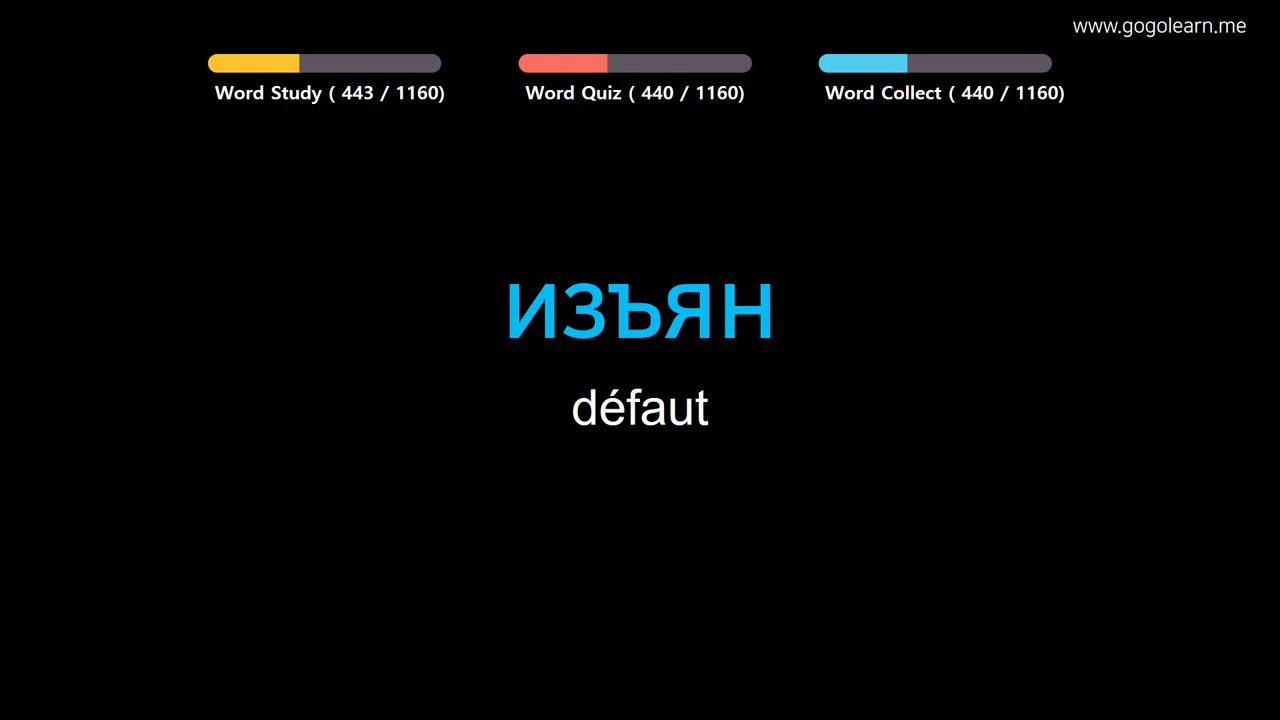 www.gogolearn.me
Word Study ( 443 / 1160)
Word Quiz ( 440 / 1160)
Word Collect ( 440 / 1160)
изъян
défaut